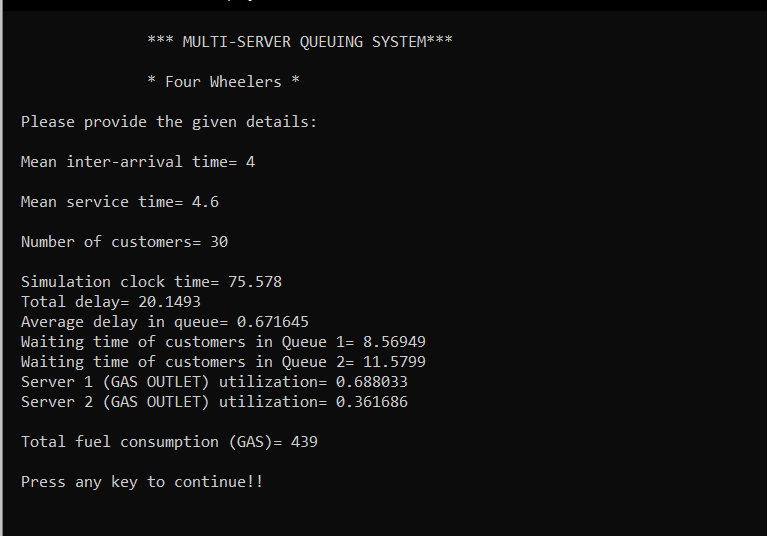 *** MULTI-SERVER QUEUING SYSTEM***
* Four Wheelers *
Please provide the given details:
Mean inter-arrival time= 4
Mean service time= 4.6
Number of customers= 30
Simulation clock time= 75.578
Total delay= 20.1493
Average delay in queue= 0.671645
Waiting time of customers in Queue 1= 8.56949
Waiting time of customers in Queue 2= 11.5799
Server 1 (GAS OUTLET) utilization= 0.688033
Server 2 (GAS OUTLET) utilization= 0.361686
Total fuel consumption (GAS)= 439
Press any key to continue!!